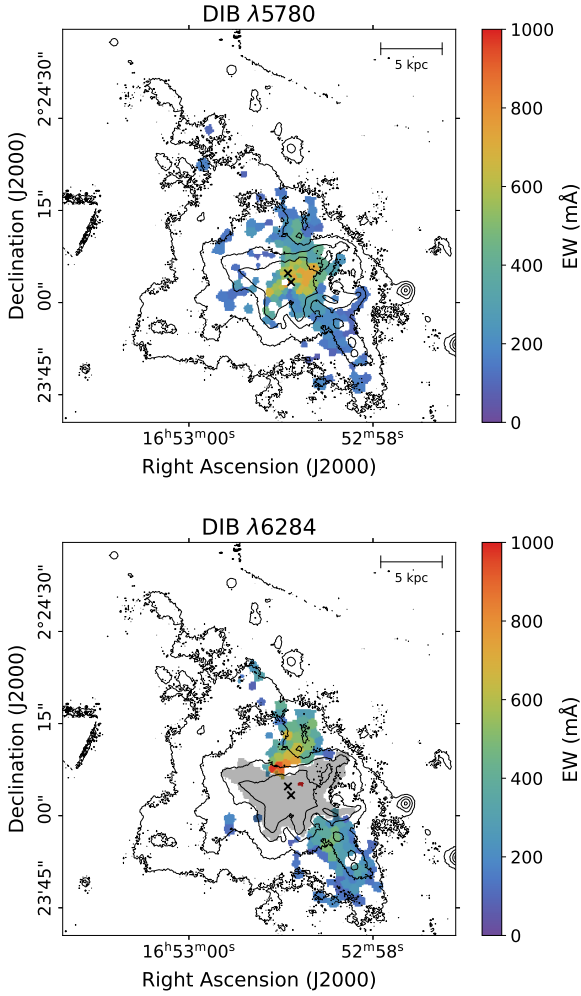 DIB λ5780
5 kpc
Declination (J2000)
2°24'30"
15"
00"
23'45"
16h53m00s
52m58s
Right Ascension (J2000)
1000
800
600
400
200
0
EW (mÅ)
DIB λ6284
5 kpc
Declination (J2000)
2°24'30"
15"
00"
23'45"
16h53m00s
52m58s
Right Ascension (J2000)
1000
800
600
400
200
0
EW (mÅ)